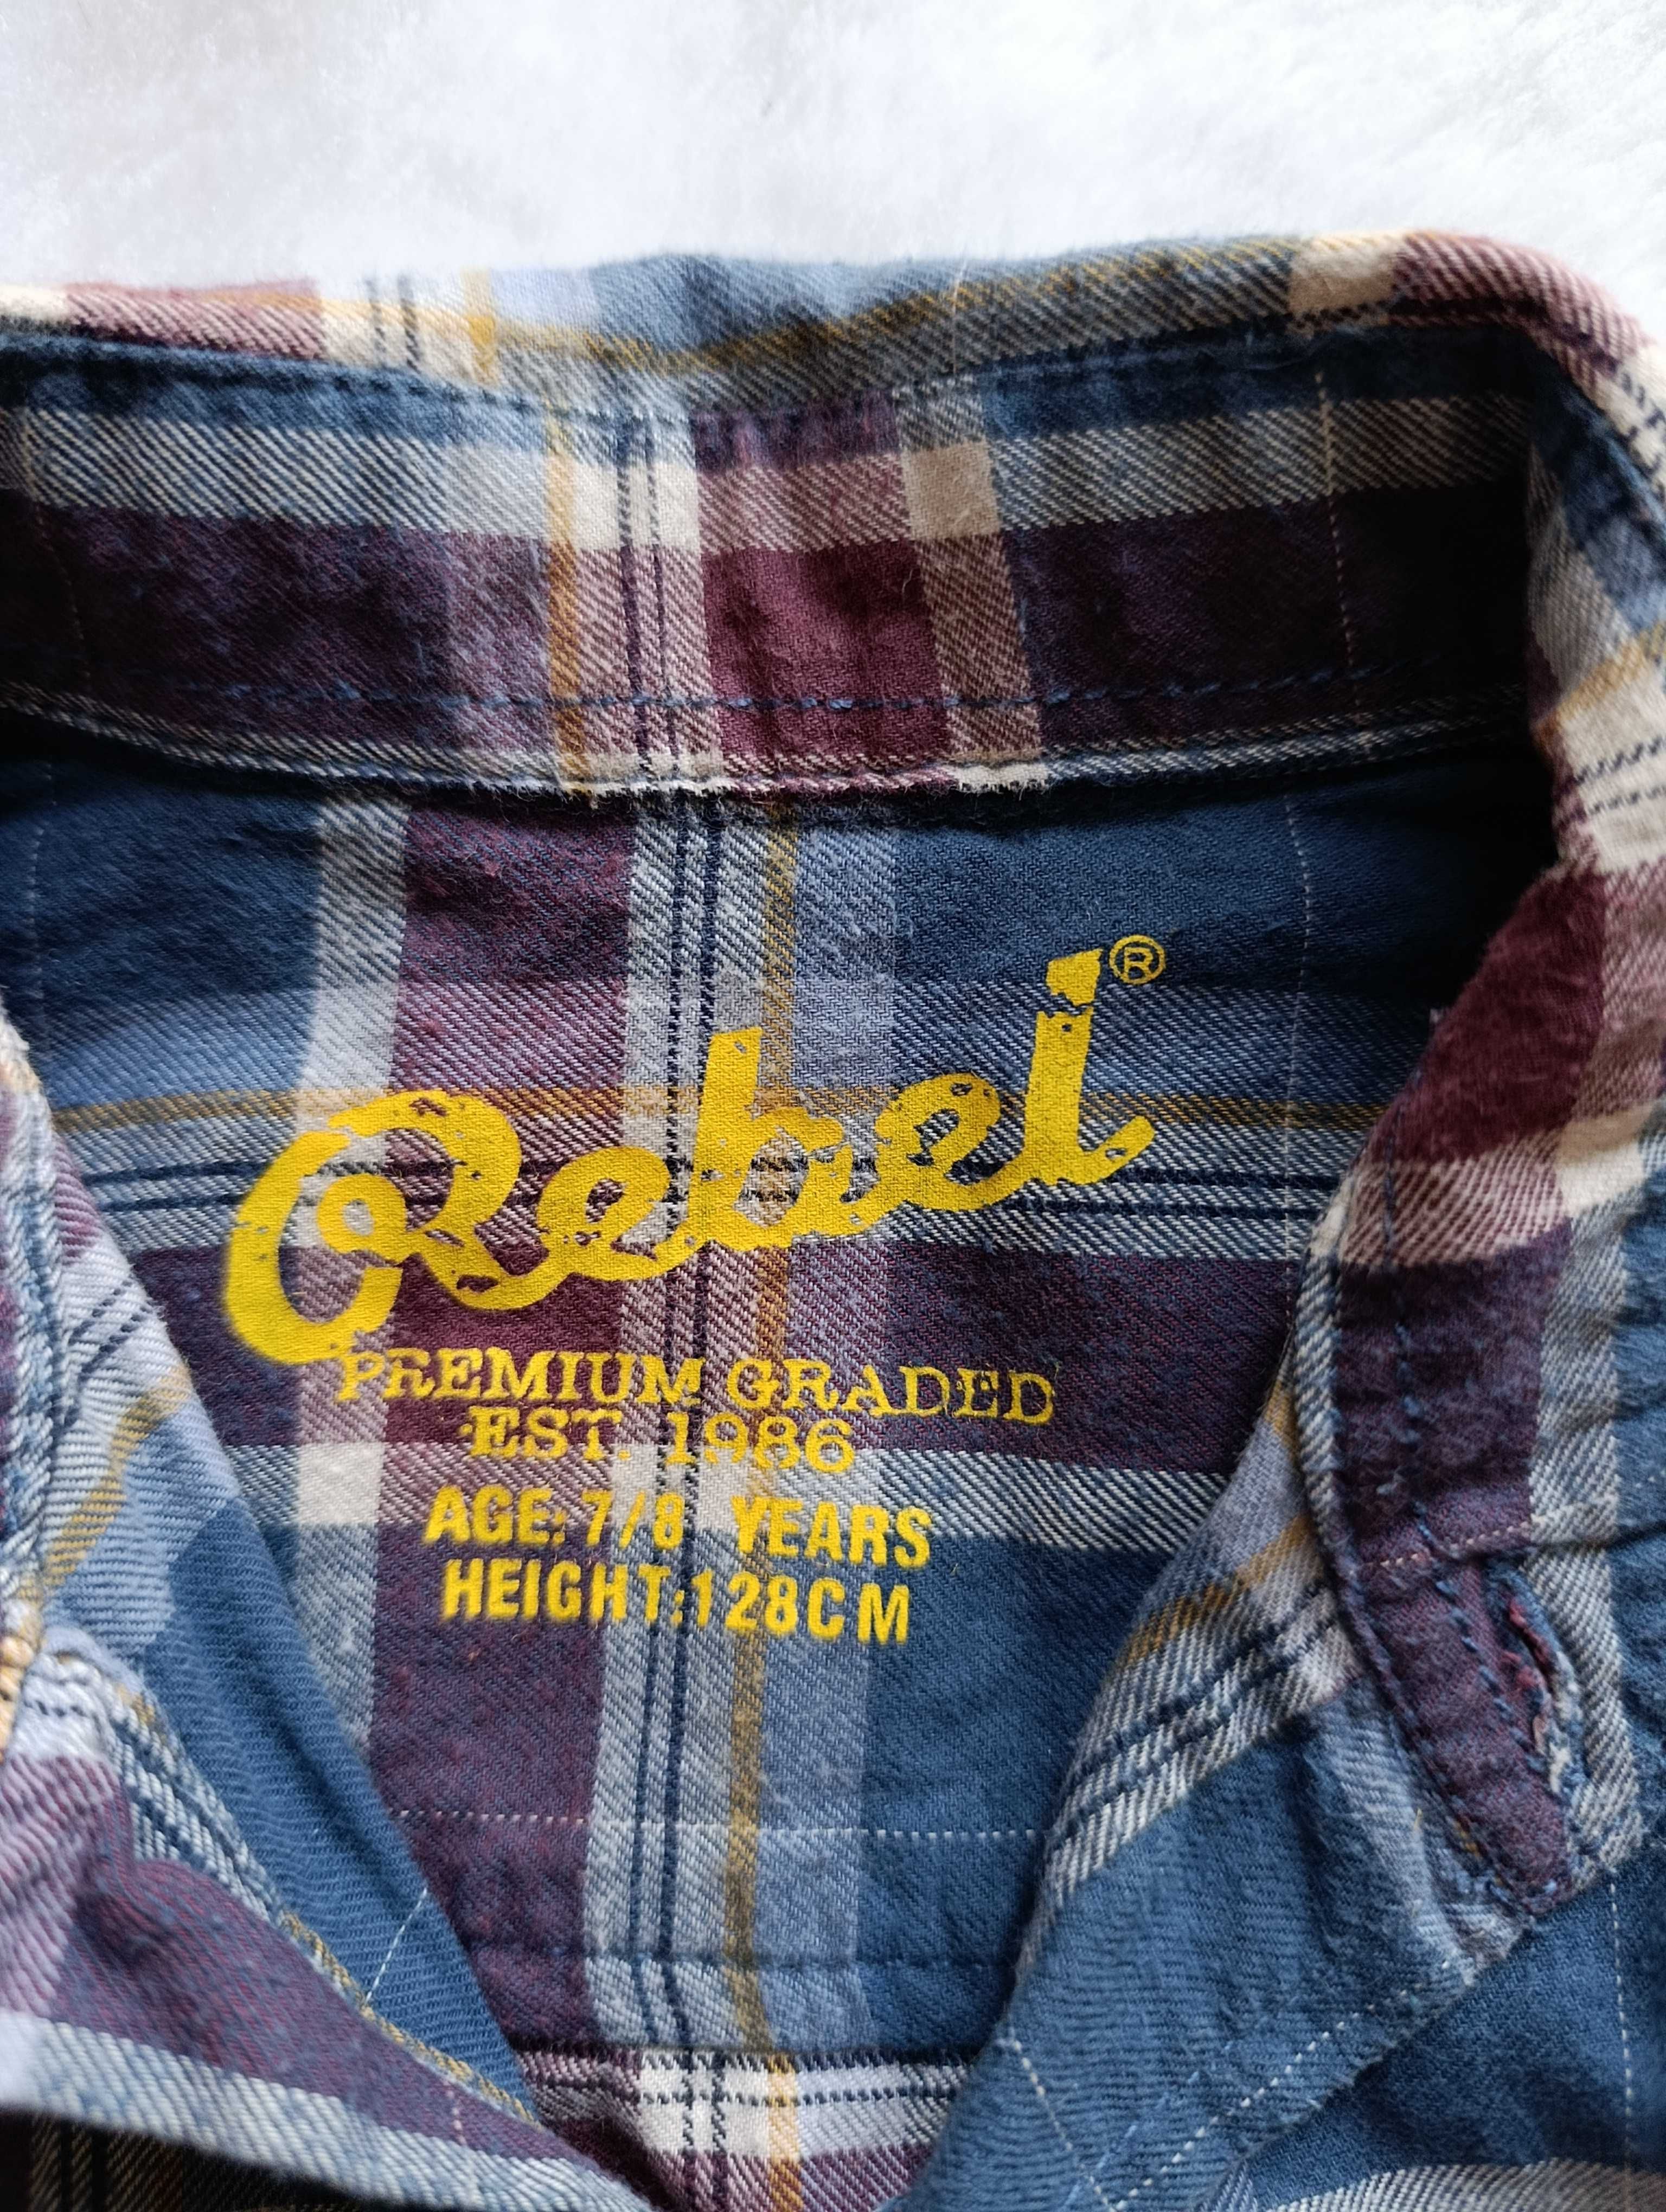 Rebel®
PREMIUM GRADED
EST. 1986
AGE: 7/8 YEARS
HEIGHT:128CM